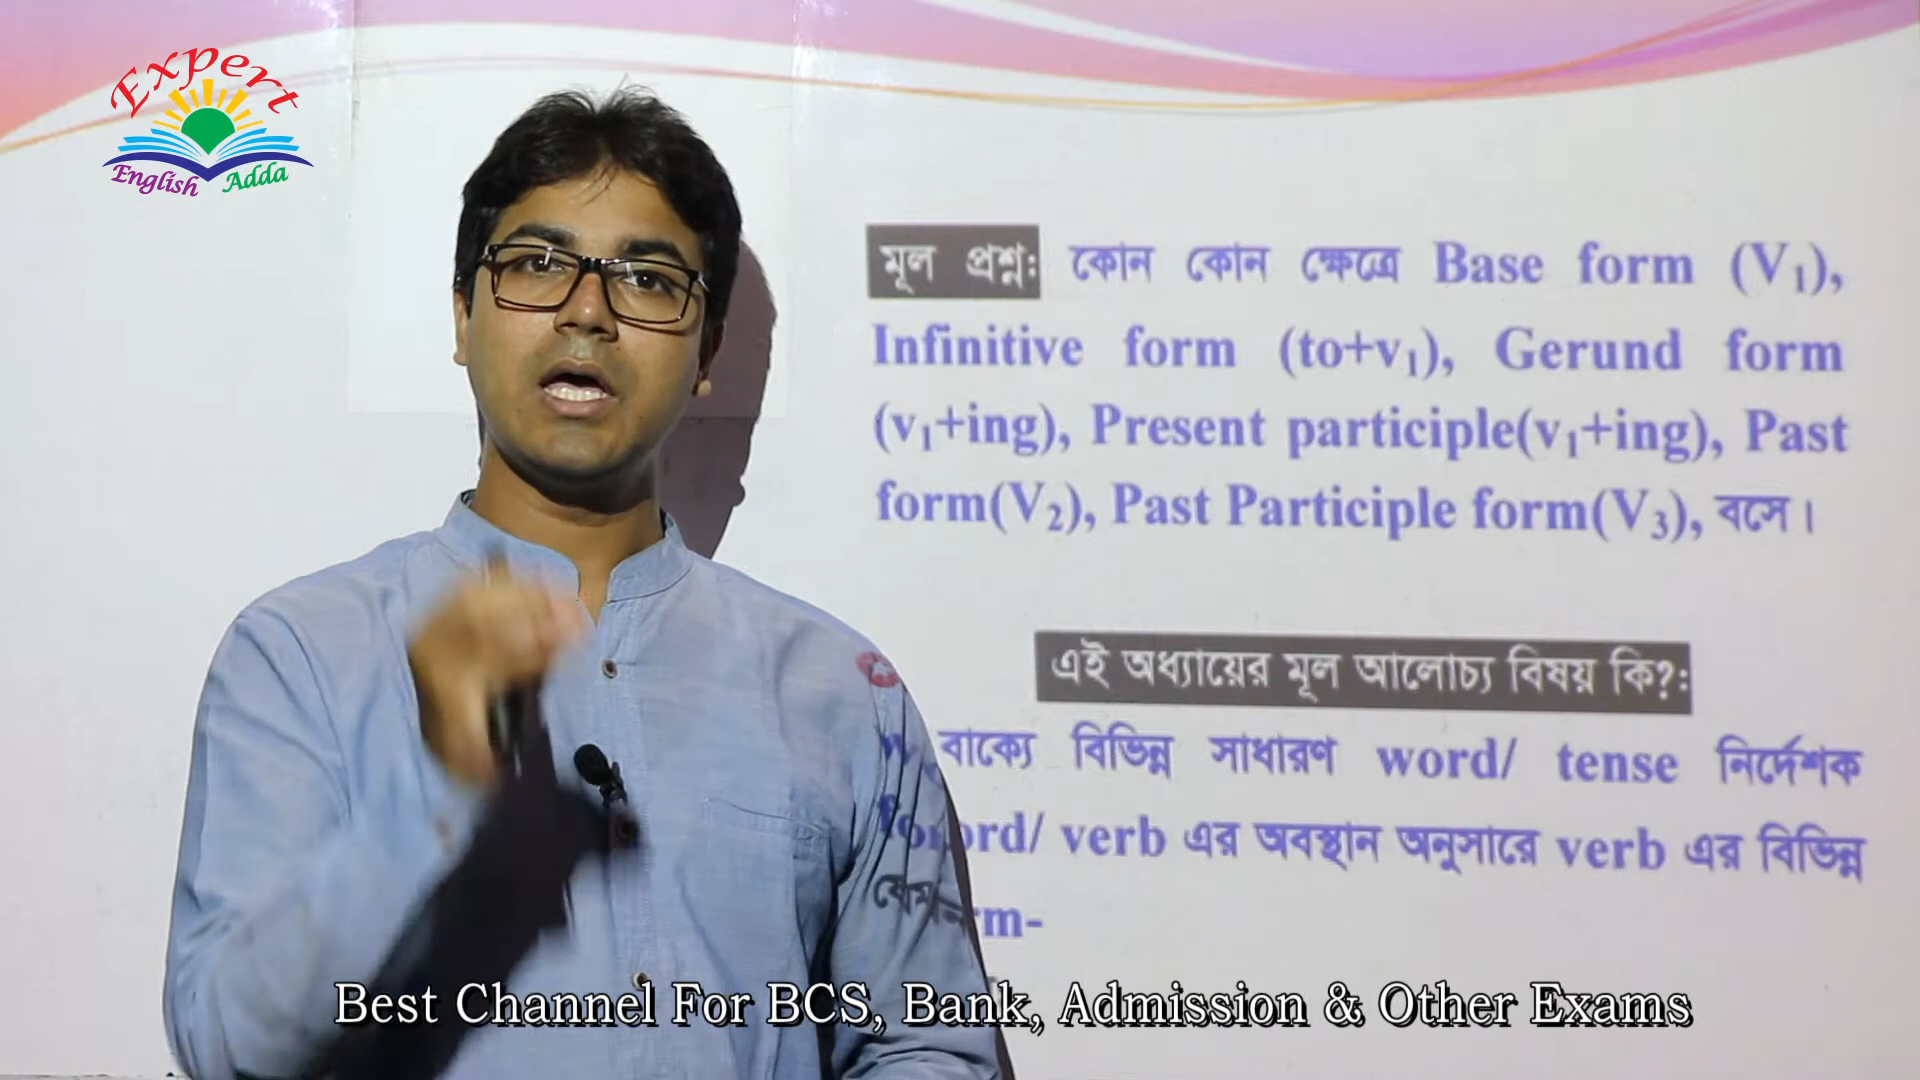 Expert
English Adda
মূল প্রশ্ন: কোন কোন ক্ষেত্রে Base form (V₁),
Infinitive form (to+v₁), Gerund form
(v₁+ing), Present participle(v₁+ing), Past
form(V₂), Past Participle form(V₃), বসে।
এই অধ্যায়ের মূল আলোচ্য বিষয় কি?:
বাক্যে বিভিন্ন সাধারণ word/ tense নির্দেশক
word/ verb এর অবস্থান অনুসারে verb এর বিভিন্ন
form-
Best Channel For BCS, Bank, Admission & Other Exams